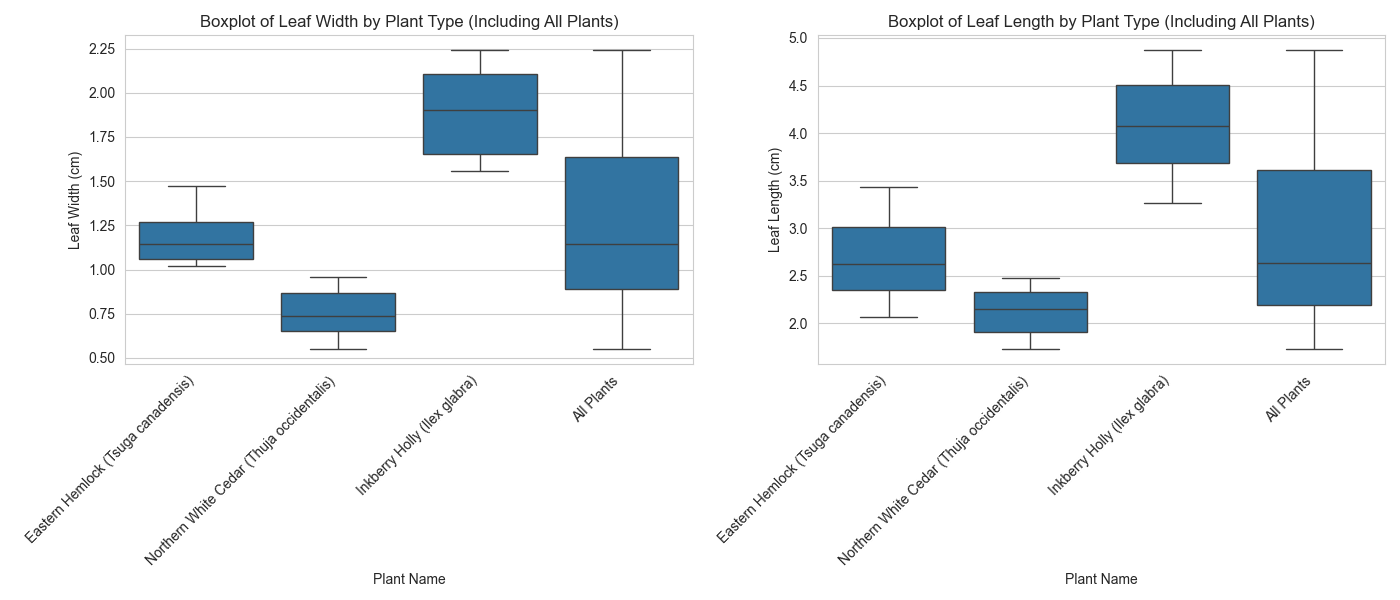 Boxplot of Leaf Width by Plant Type (Including All Plants)
Leaf Width (cm)
2.25
2.00
1.75
1.50
1.25
1.00
0.75
0.50
Eastern Hemlock (Tsuga canadensis)
Northern White Cedar (Thuja occidentalis)
Inkberry Holly (Ilex glabra)
All Plants
Plant Name
Boxplot of Leaf Length by Plant Type (Including All Plants)
Leaf Length (cm)
5.0
4.5
4.0
3.5
3.0
2.5
2.0
Eastern Hemlock (Tsuga canadensis)
Northern White Cedar (Thuja occidentalis)
Inkberry Holly (Ilex glabra)
All Plants
Plant Name